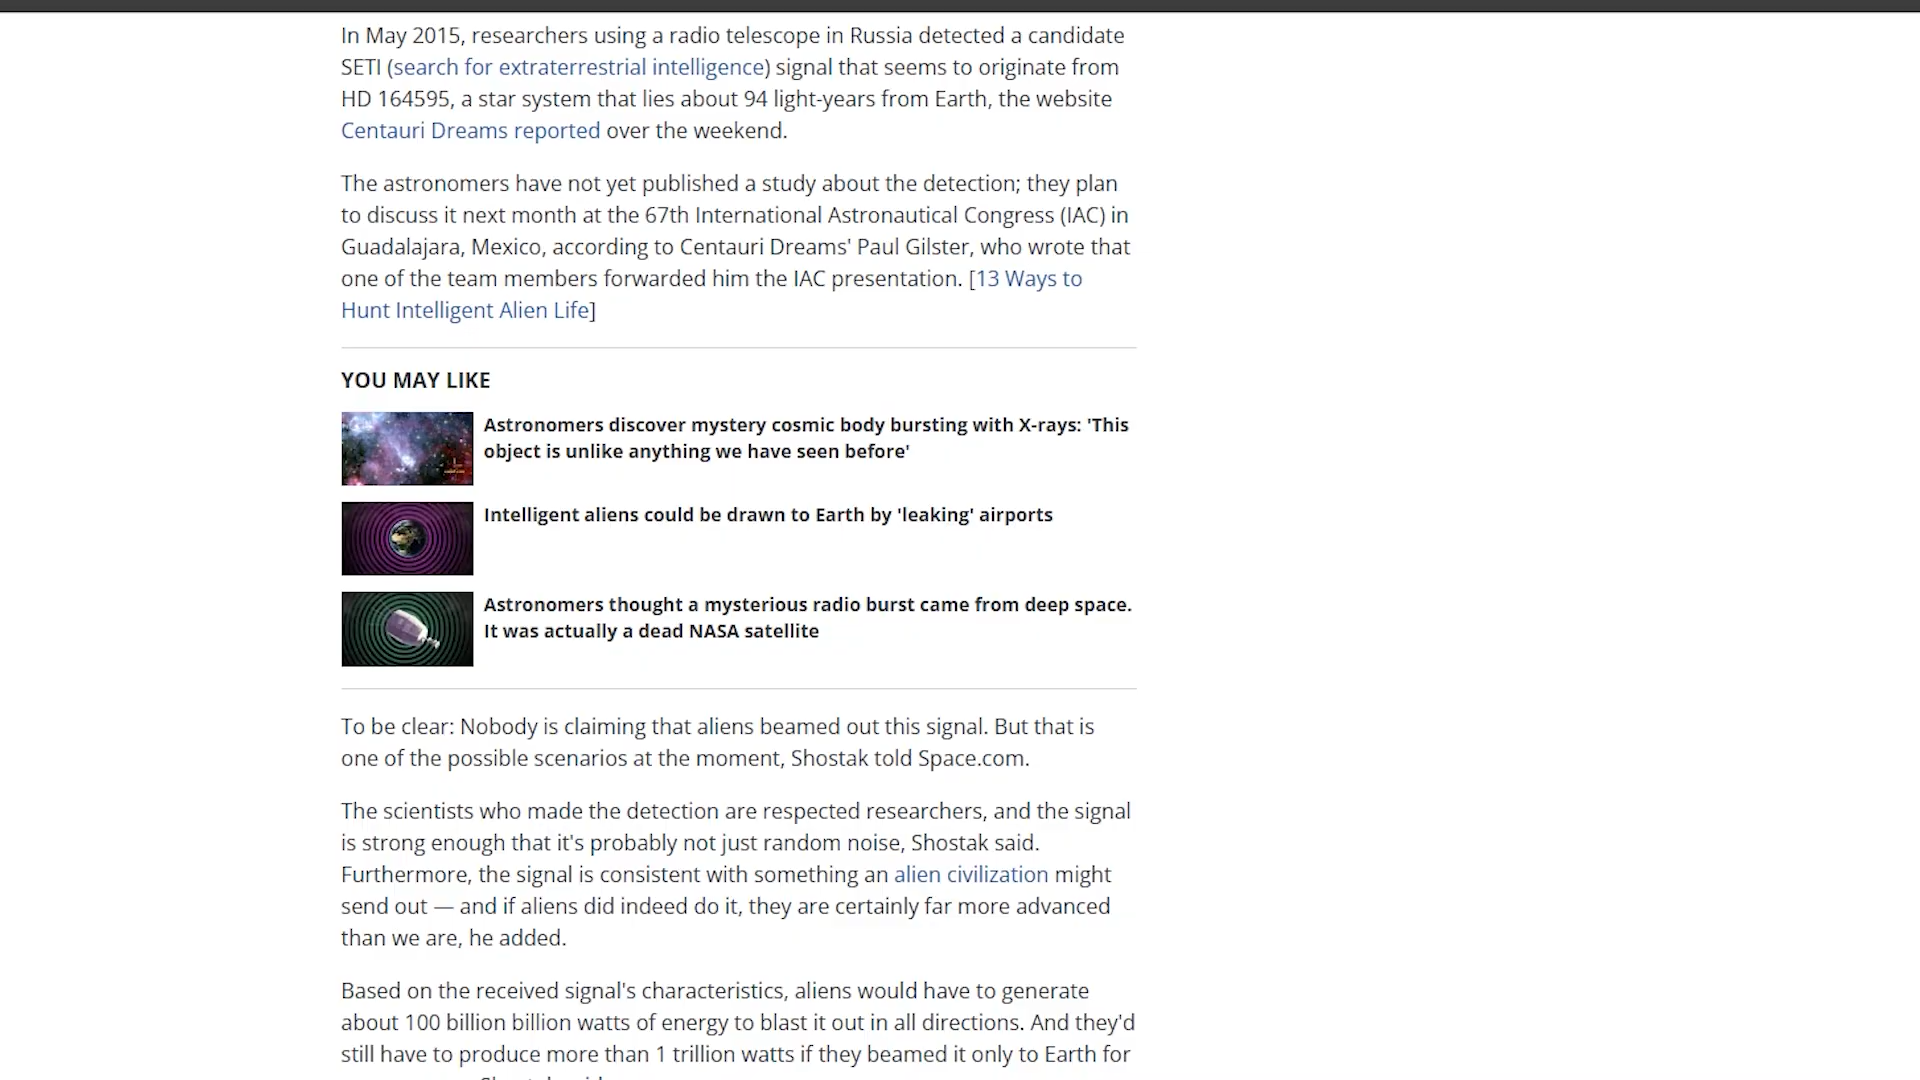 In May 2015, researchers using a radio telescope in Russia detected a candidate
SETI (search for extraterrestrial intelligence) signal that seems to originate from
HD 164595, a star system that lies about 94 light-years from Earth, the website
Centauri Dreams reported over the weekend.
The astronomers have not yet published a study about the detection; they plan
to discuss it next month at the 67th International Astronautical Congress (IAC) in
Guadalajara, Mexico, according to Centauri Dreams' Paul Gilster, who wrote that
one of the team members forwarded him the IAC presentation. [13 Ways to
Hunt Intelligent Alien Life]
YOU MAY LIKE
Astronomers discover mystery cosmic body bursting with X-rays: 'This
object is unlike anything we have seen before'
Intelligent aliens could be drawn to Earth by 'leaking' airports
Astronomers thought a mysterious radio burst came from deep space.
It was actually a dead NASA satellite
To be clear: Nobody is claiming that aliens beamed out this signal. But that is
one of the possible scenarios at the moment, Shostak told Space.com.
The scientists who made the detection are respected researchers, and the signal
is strong enough that it's probably not just random noise, Shostak said.
Furthermore, the signal is consistent with something an alien civilization might
send out — and if aliens did indeed do it, they are certainly far more advanced
than we are, he added.
Based on the received signal's characteristics, aliens would have to generate
about 100 billion billion watts of energy to blast it out in all directions. And they'd
still have to produce more than 1 trillion watts if they beamed it only to Earth for